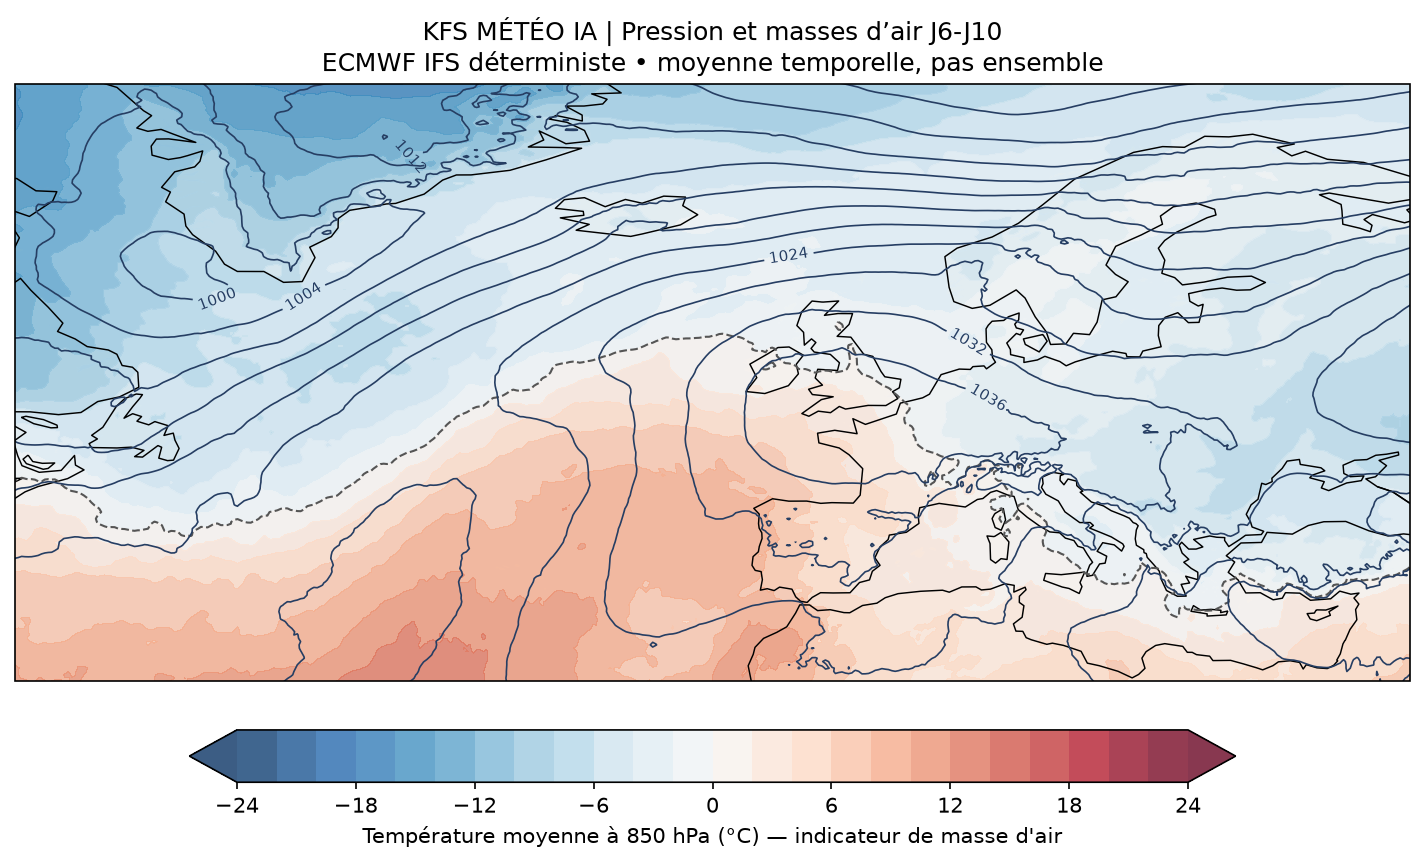 KFS MÉTÉO IA | Pression et masses d’air J6-J10
ECMWF IFS déterministe • moyenne temporelle, pas ensemble
1012
1024
1000
1004
1032
1036
−24 −18 −12 −6 0 6 12 18 24
Température moyenne à 850 hPa (°C) — indicateur de masse d'air